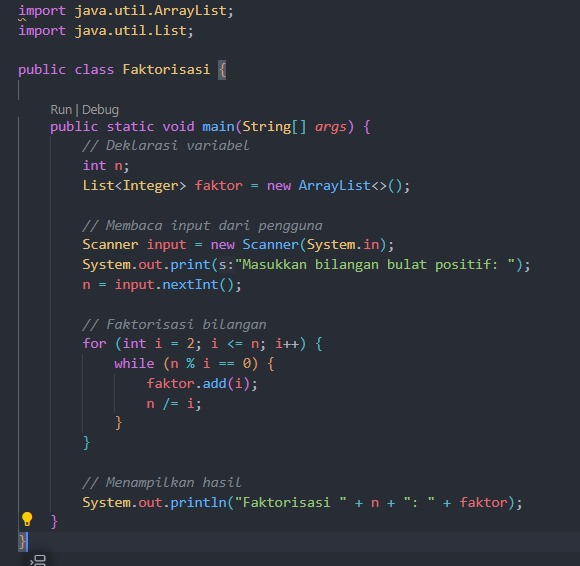 import java.util.ArrayList;
import java.util.List;
public class Faktorisasi {
Run | Debug
public static void main(String[] args) {
// Deklarasi variabel
int n;
List<Integer> faktor = new ArrayList<>();
// Membaca input dari pengguna
Scanner input = new Scanner(System.in);
System.out.print(s:"Masukkan bilangan bulat positif: ");
n = input.nextInt();
// Faktorisasi bilangan
for (int i = 2; i <= n; i++) {
while (n % i == 0) {
faktor.add(i);
n /= i;
}
}
// Menampilkan hasil
System.out.println("Faktorisasi " + n + ": " + faktor);
}
}